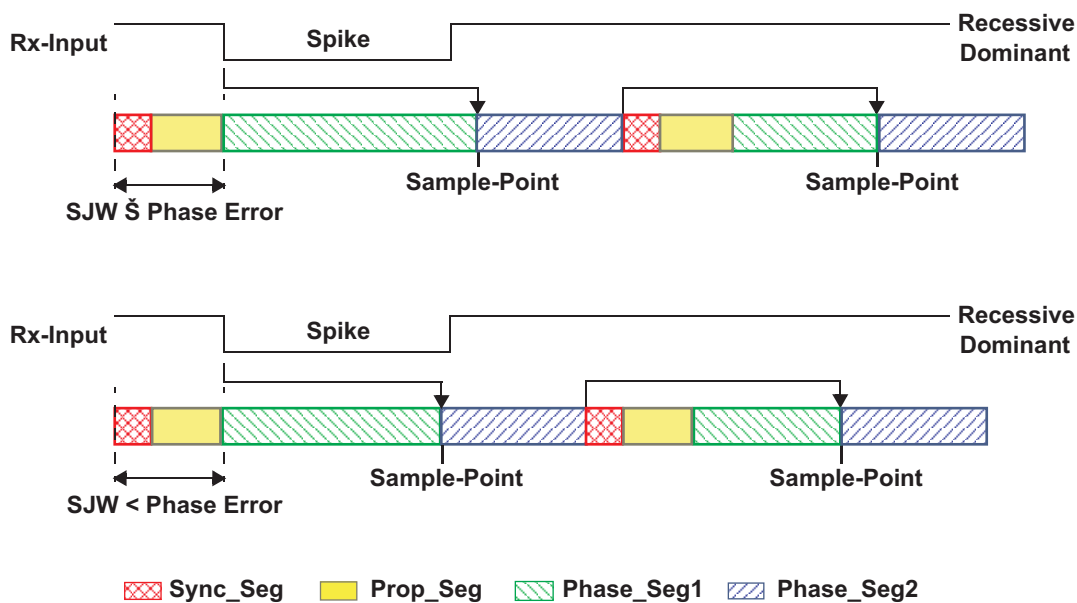 Rx-Input
Spike
Recessive
Dominant
Sample-Point
Sample-Point
SJW Š Phase Error
Rx-Input
Spike
Recessive
Dominant
Sample-Point
Sample-Point
SJW < Phase Error
Sync_Seg
Prop_Seg
Phase_Seg1
Phase_Seg2